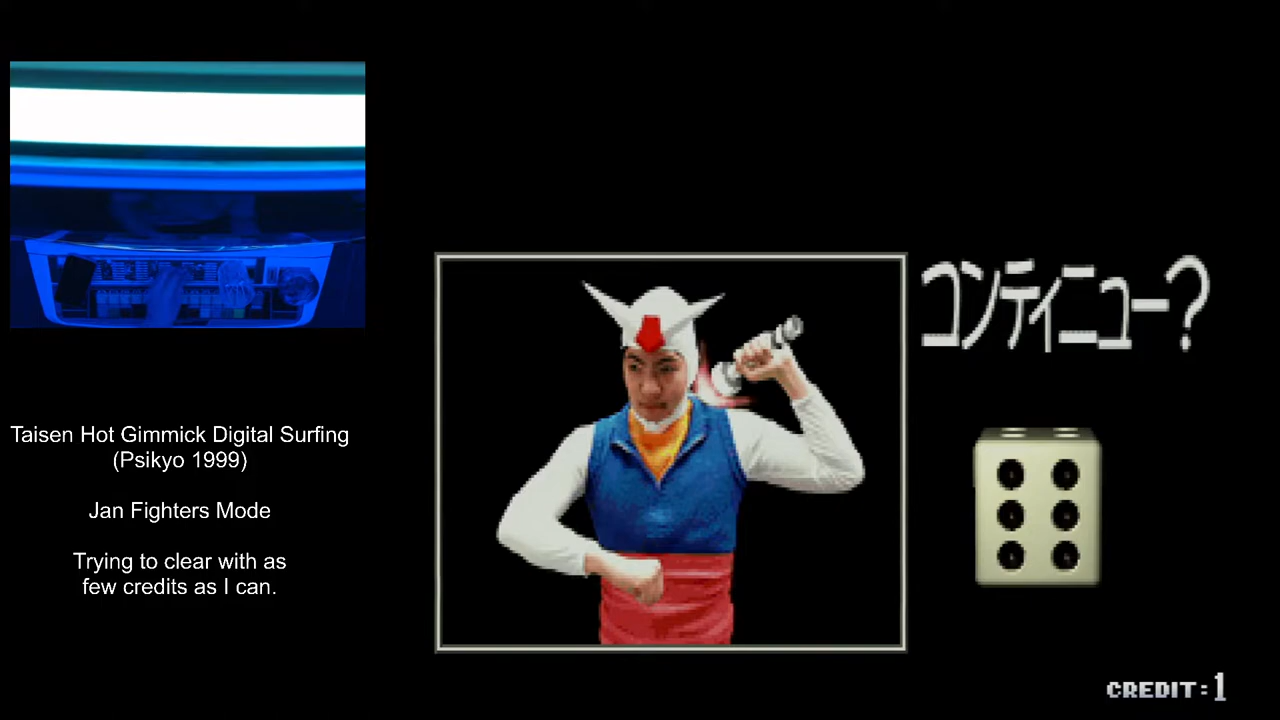 コンティニュー?
Taisen Hot Gimmick Digital Surfing
(Psikyo 1999)
Jan Fighters Mode
Trying to clear with as
few credits as I can.
CREDIT:1